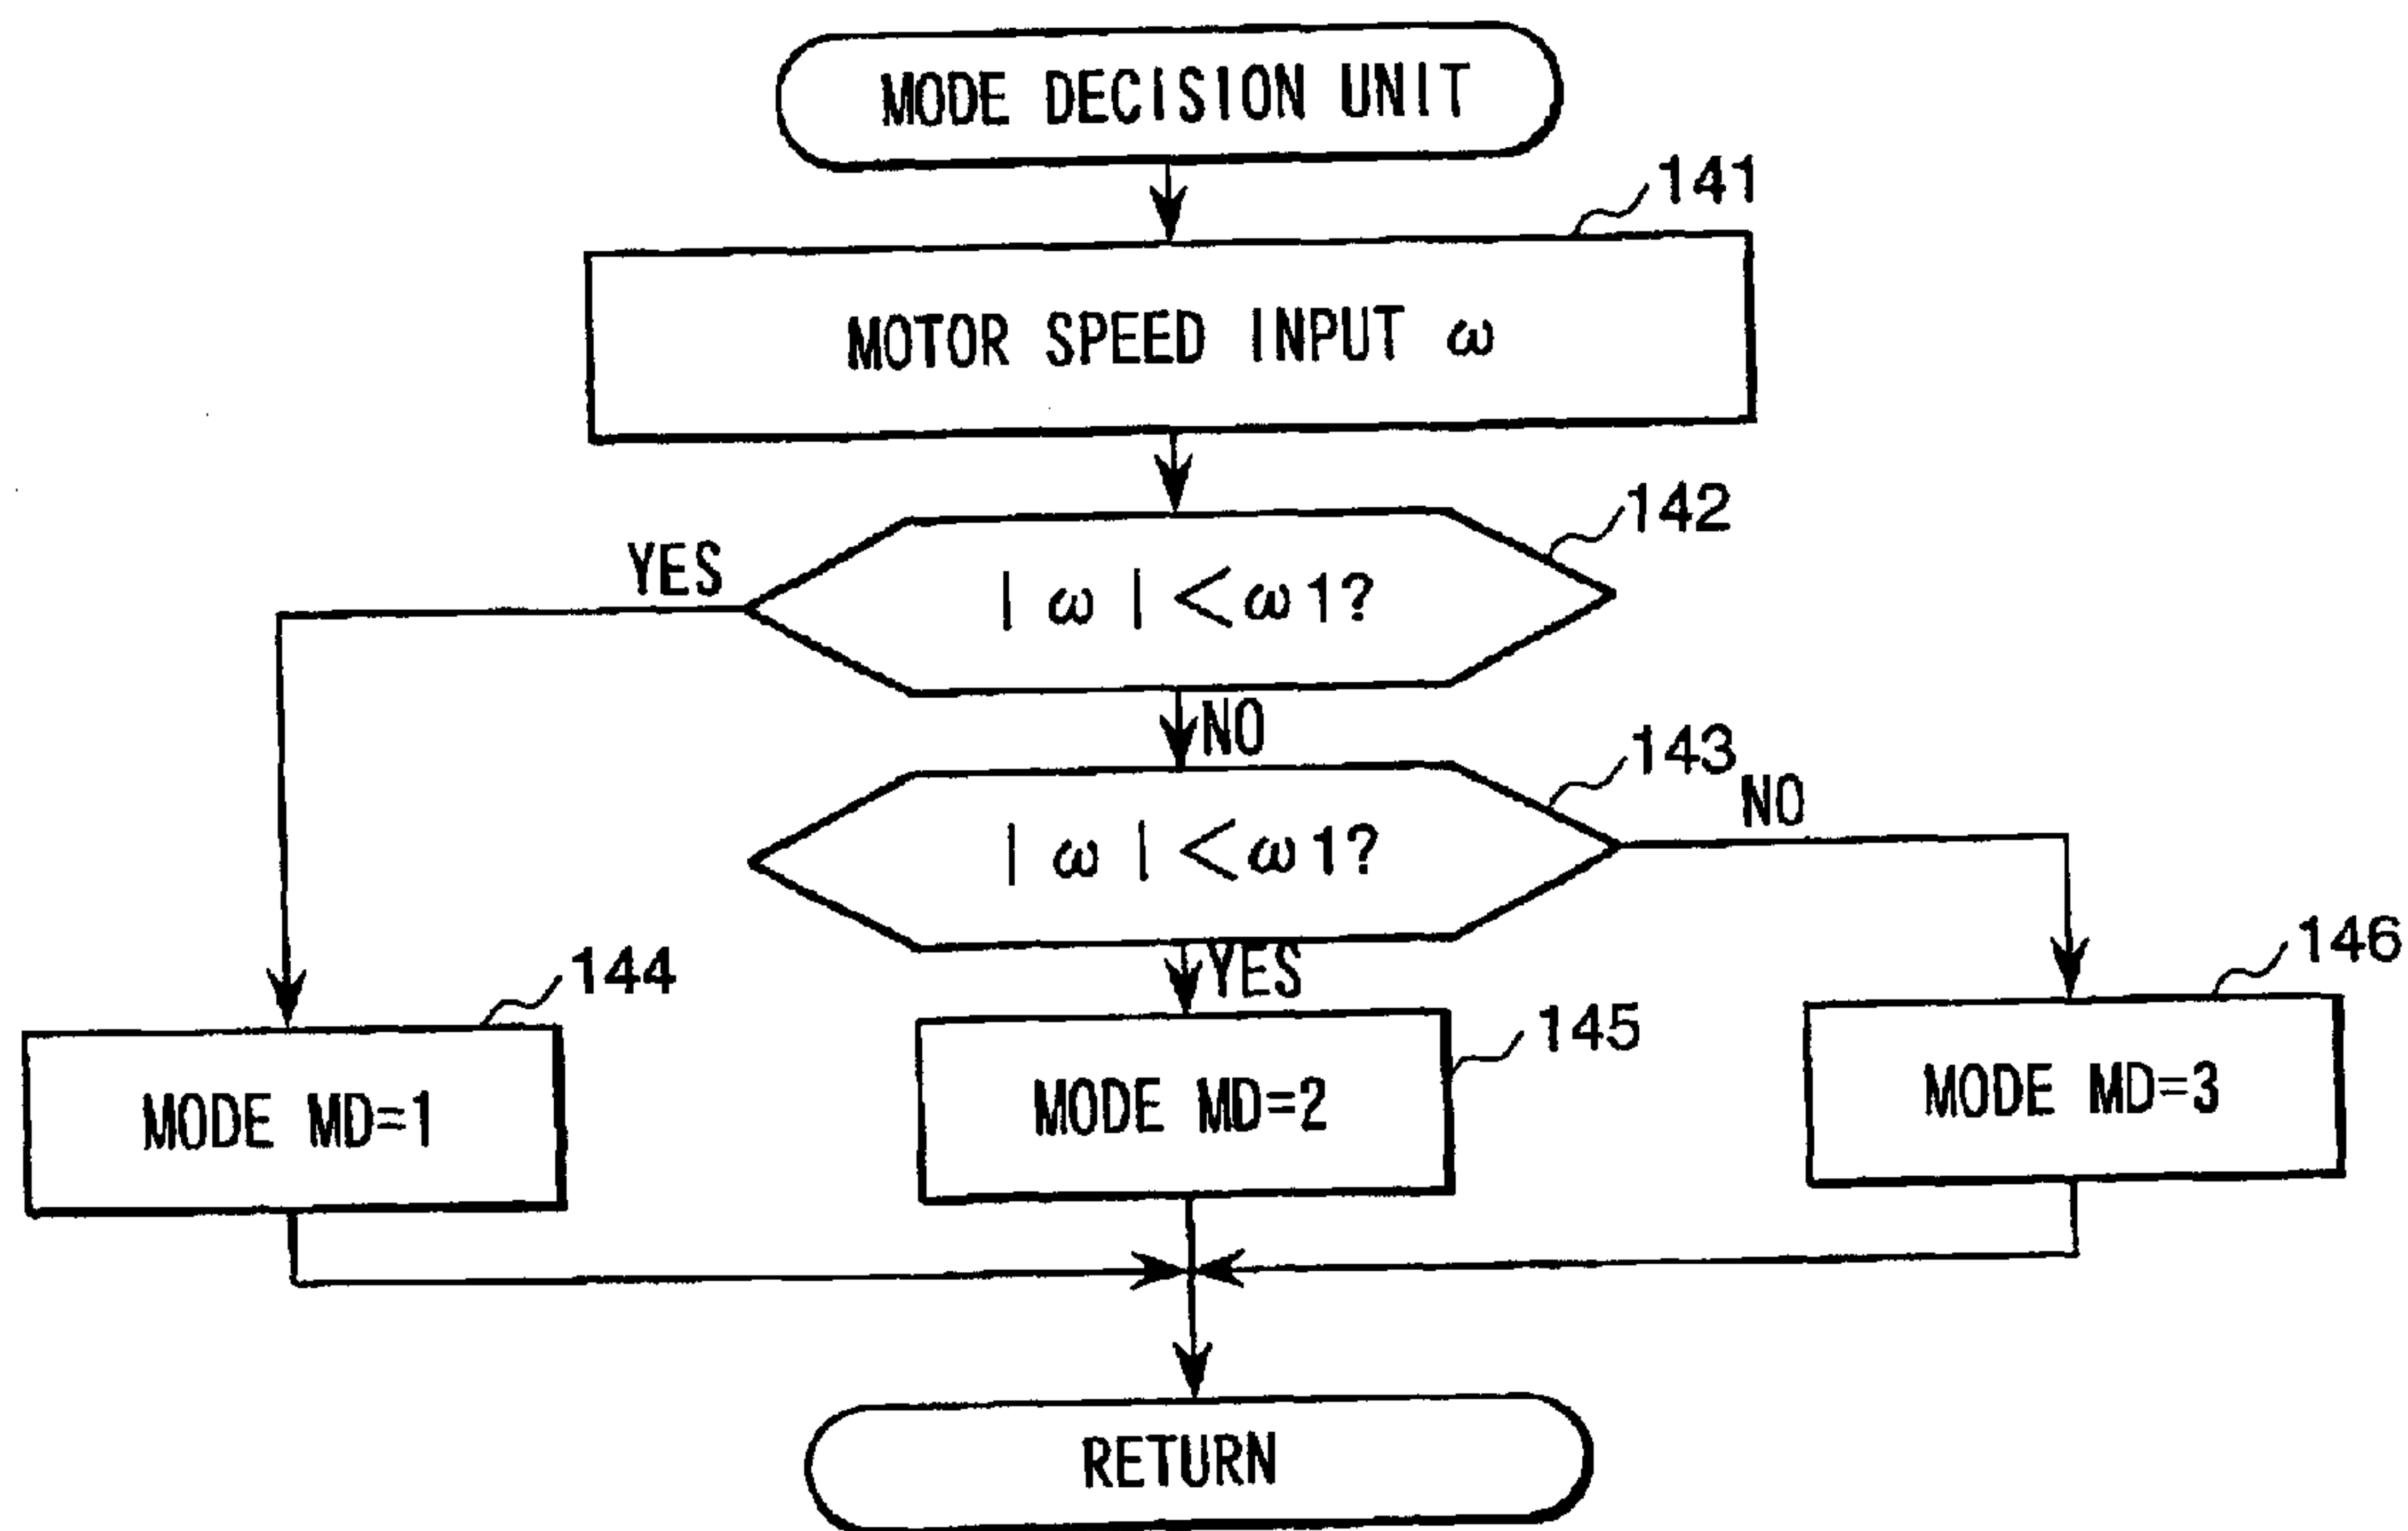 MODE DECISION UNIT
141
MOTOR SPEED INPUT ω
142
YES
| ω | <ω1?
NO
143
NO
| ω | <ω1?
YES
144
145
146
MODE MD=1
MODE MD=2
MODE MD=3
RETURN